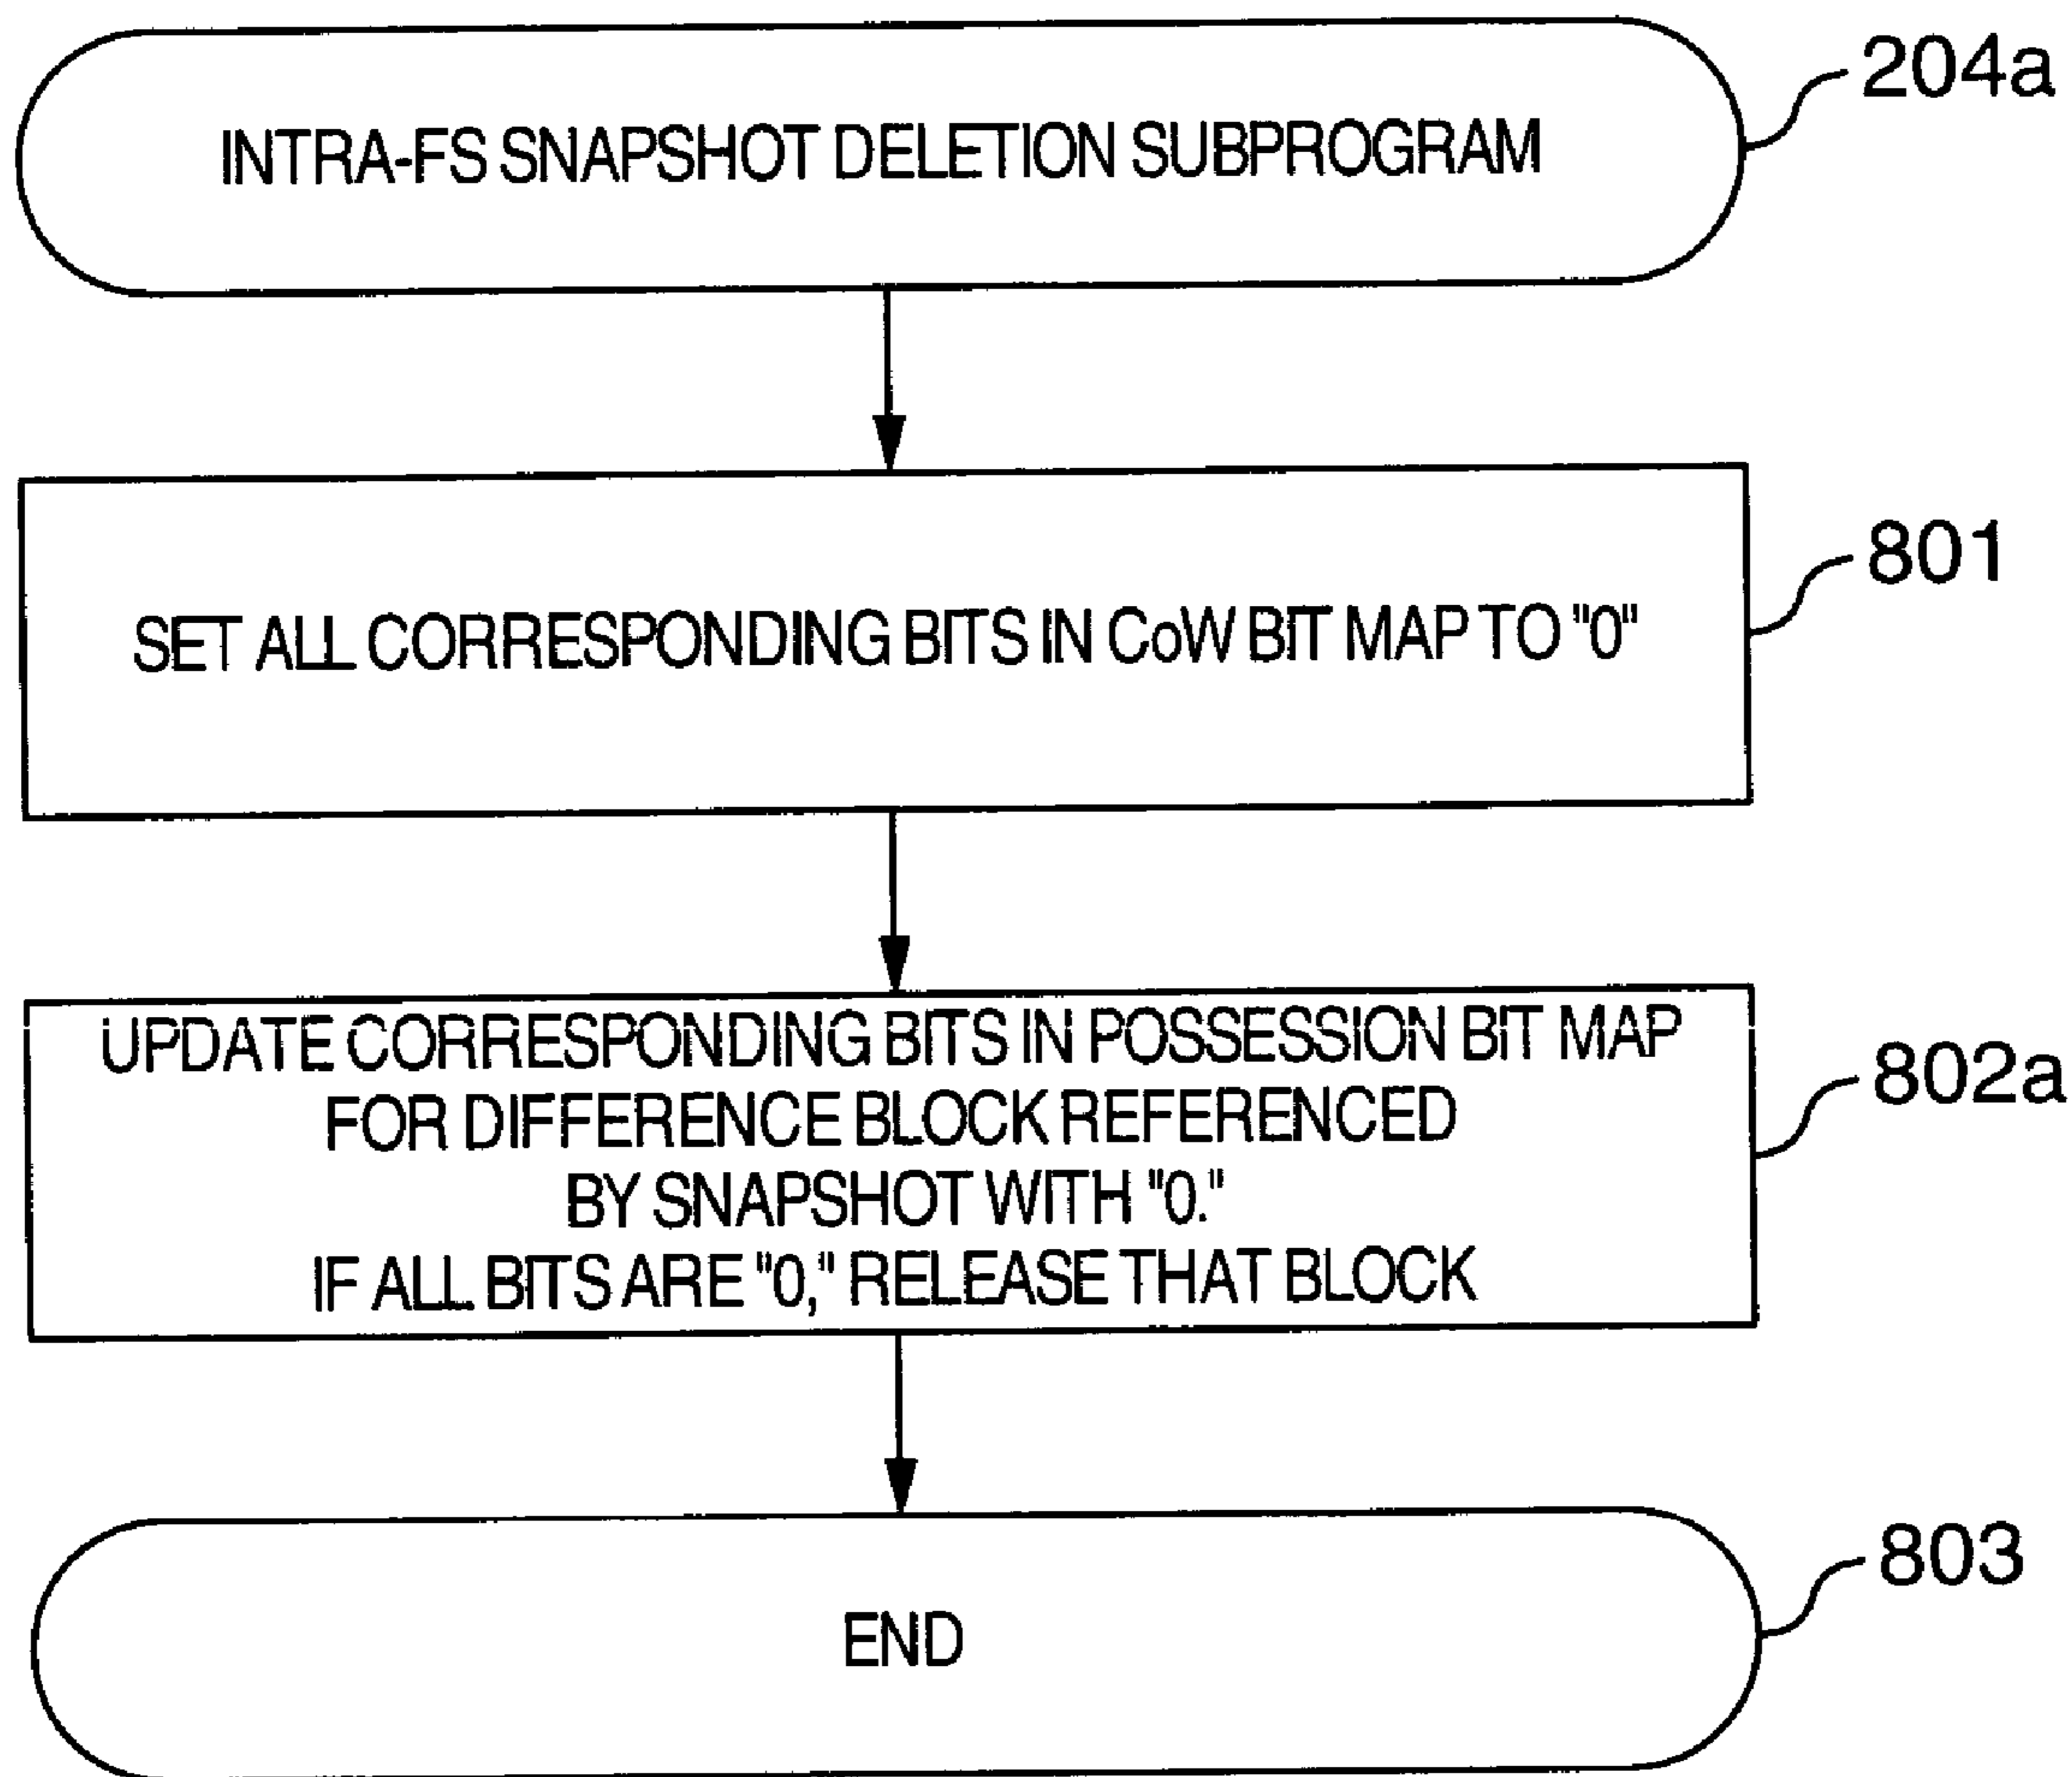 204a
INTRA-FS SNAPSHOT DELETION SUBPROGRAM
801
SET ALL CORRESPONDING BITS IN CoW BIT MAP TO "0"
UPDATE CORRESPONDING BITS IN POSSESSION BIT MAP
802a
FOR DIFFERENCE BLOCK REFERENCED
BY SNAPSHOT WITH "0."
IF ALL BITS ARE "0," RELEASE THAT BLOCK
803
END